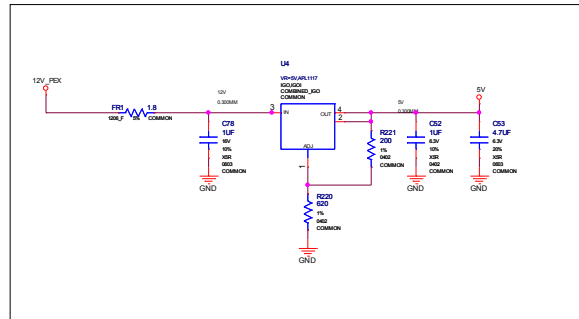 U4
VR=5V,APL1117
IGO,IGOI
COMBINED_IGO
COMMON
12V_PEX
12V
0.300MM
5V
FR1 1.8
1206_F 5% COMMON
3 IN OUT 4
2
5V
0.300MM
ADJ
1
C78
1UF
16V
10%
X5R
0603
COMMON
GND
R221
200
1%
0402
COMMON
C52
1UF
6.3V
10%
X5R
0402
COMMON
GND
C53
4.7UF
6.3V
20%
X5R
0603
COMMON
GND
R220
620
1%
0402
COMMON
GND